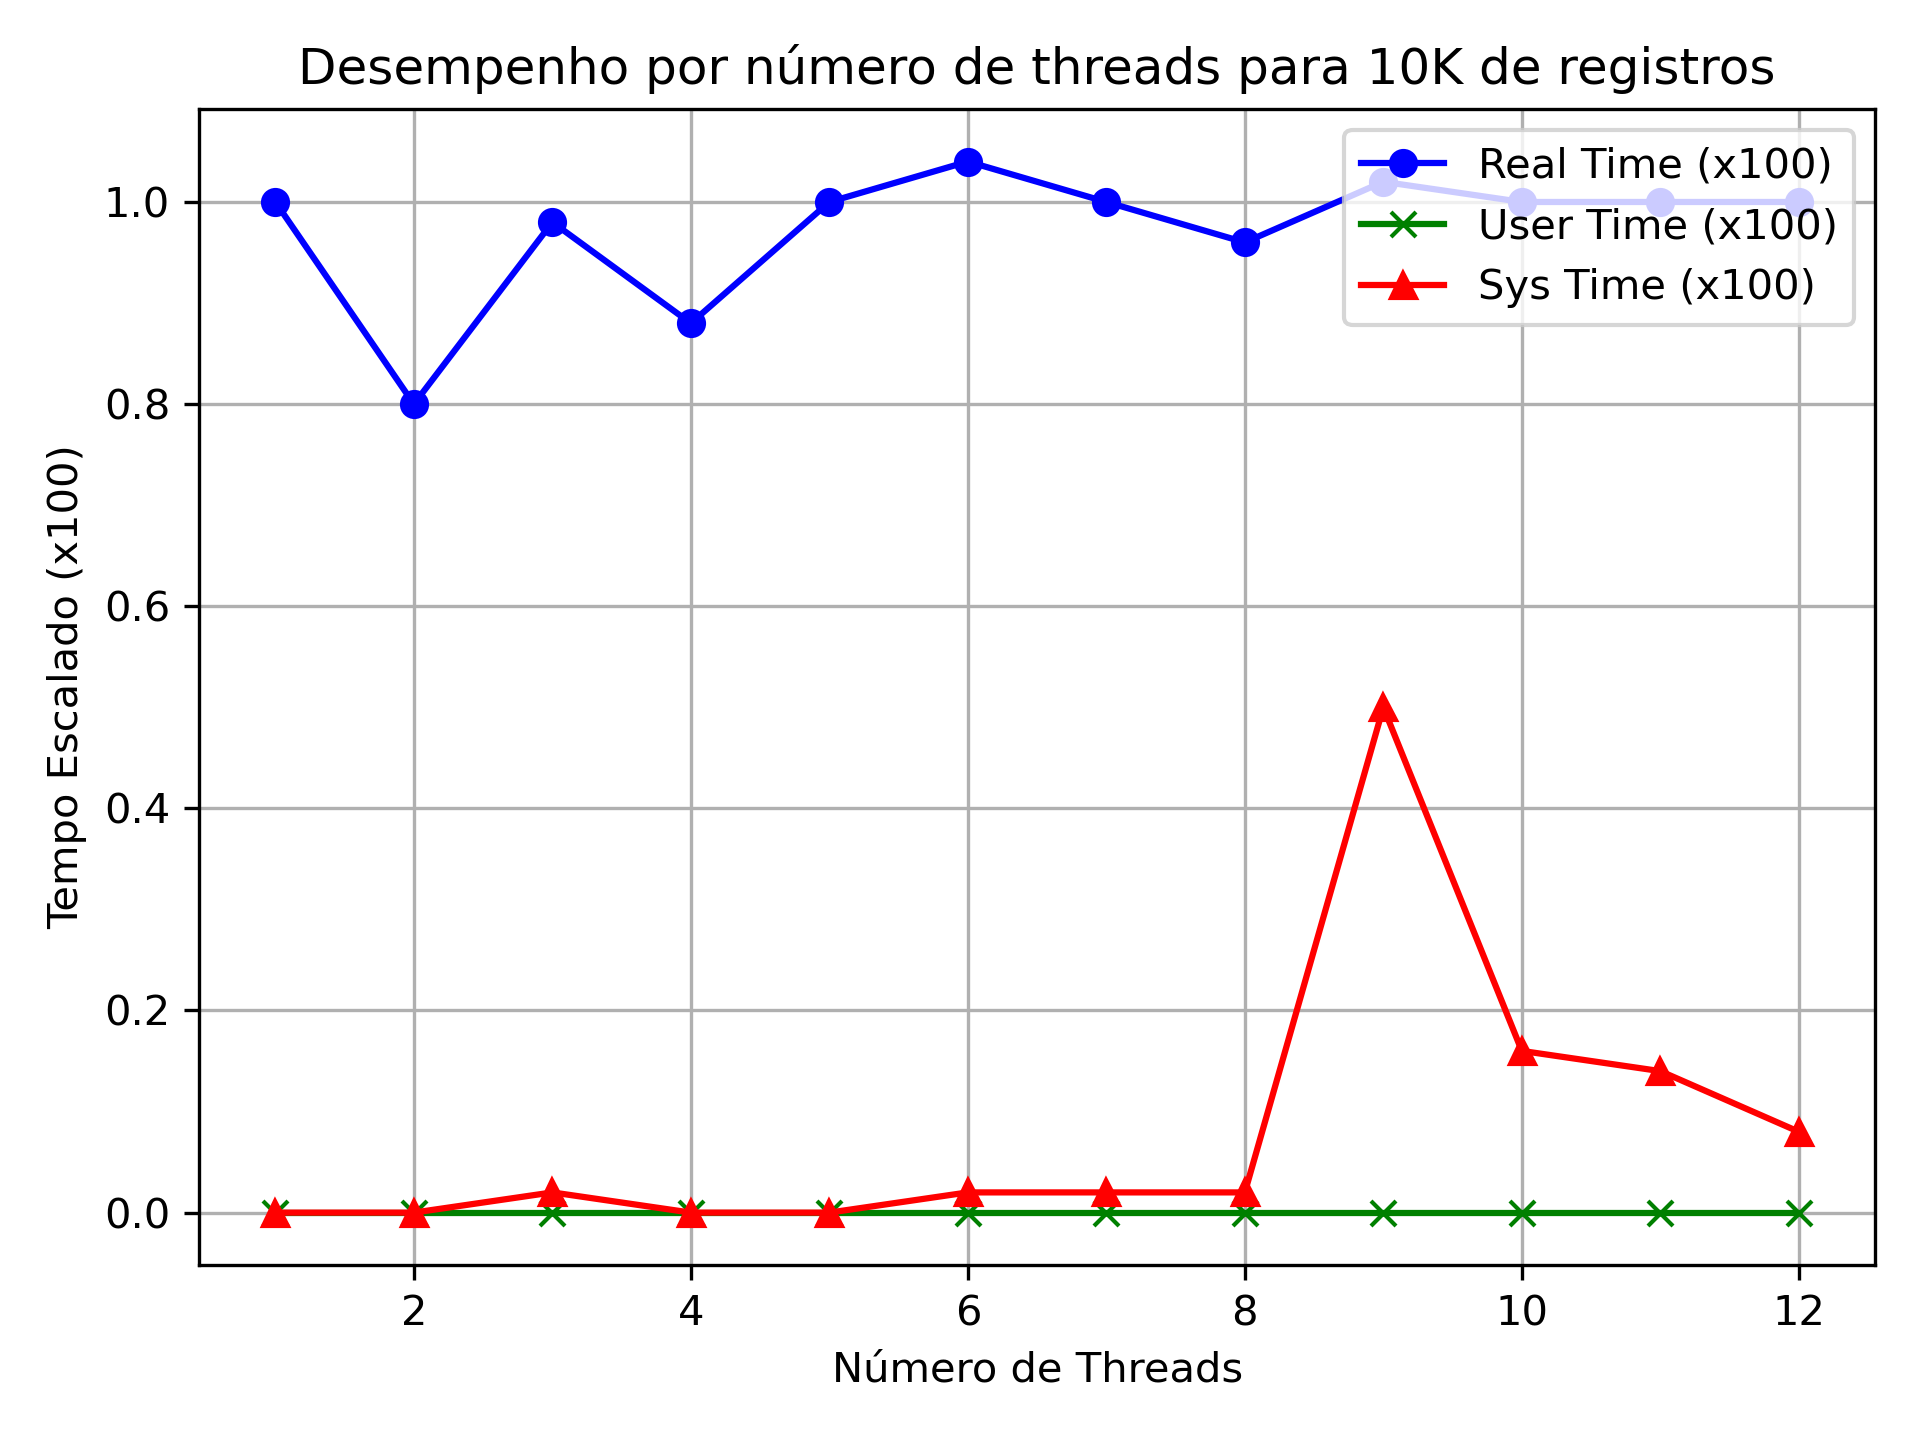 Desempenho por número de threads para 10K de registros
Real Time (x100)
User Time (x100)
Sys Time (x100)
Tempo Escalado (x100)
1.0
0.8
0.6
0.4
0.2
0.0
2 4 6 8 10 12
Número de Threads